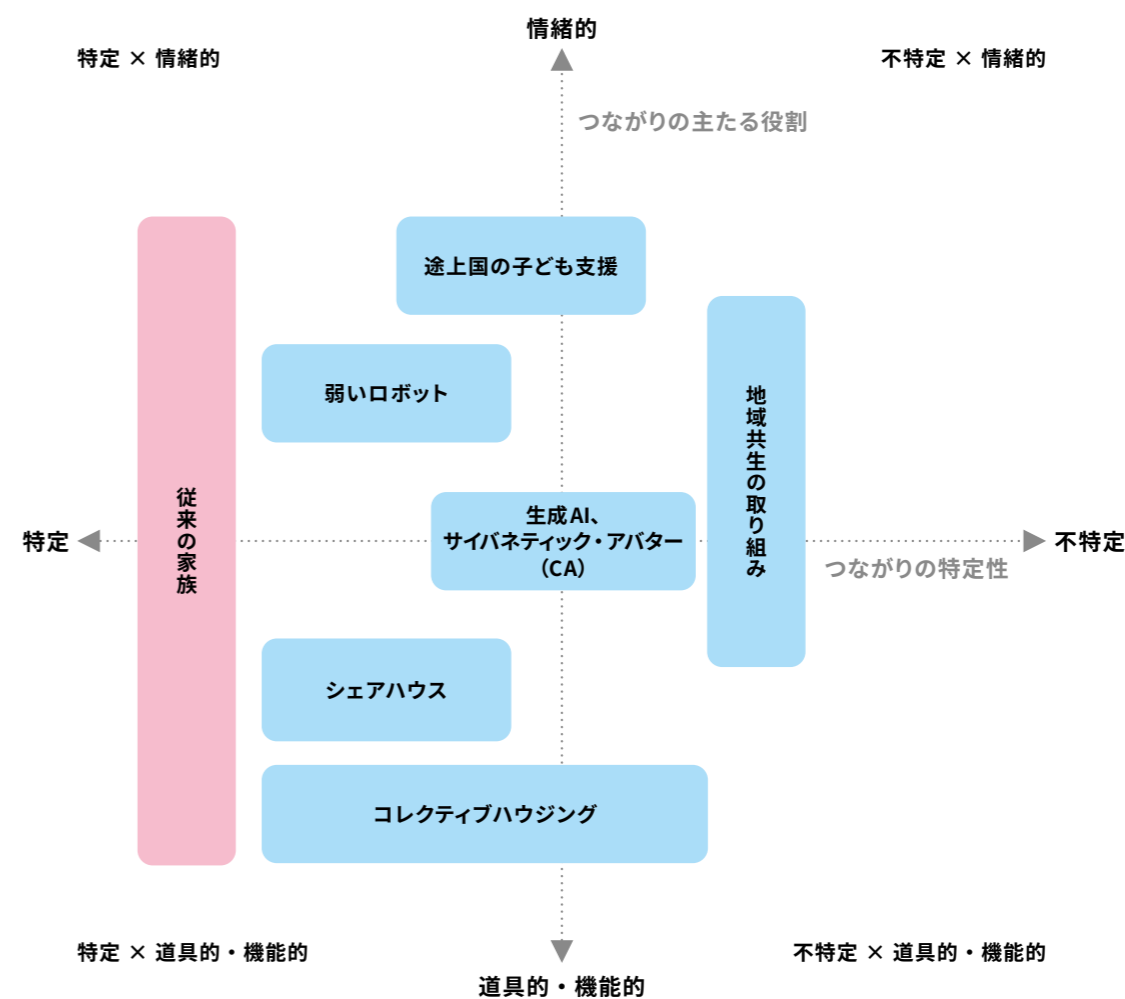 情緒的
特定 × 情緒的
不特定 × 情緒的
つながりの主たる役割
途上国の子ども支援
弱いロボット
地域共生の取り組み
従来の家族
生成AI、
サイバネティック・アバター
（CA）
特定
不特定
つながりの特定性
シェアハウス
コレクティブハウジング
特定 × 道具的・機能的
不特定 × 道具的・機能的
道具的・機能的